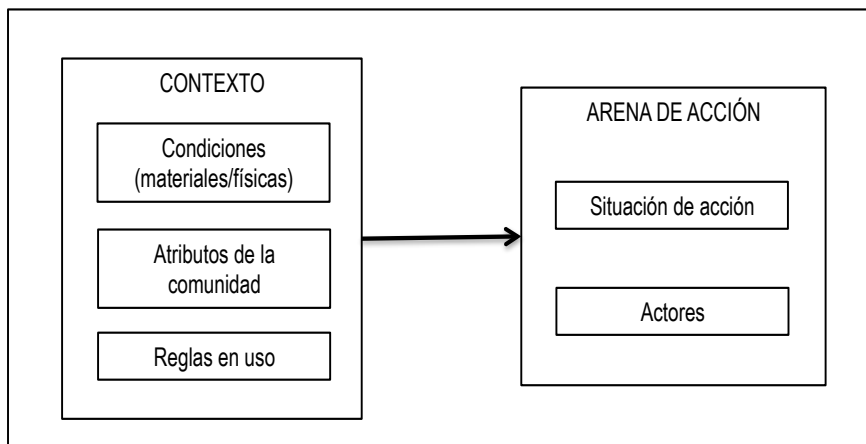 CONTEXTO
Condiciones
(materiales/físicas)
Atributos de la
comunidad
Reglas en uso
ARENA DE ACCIÓN
Situación de acción
Actores